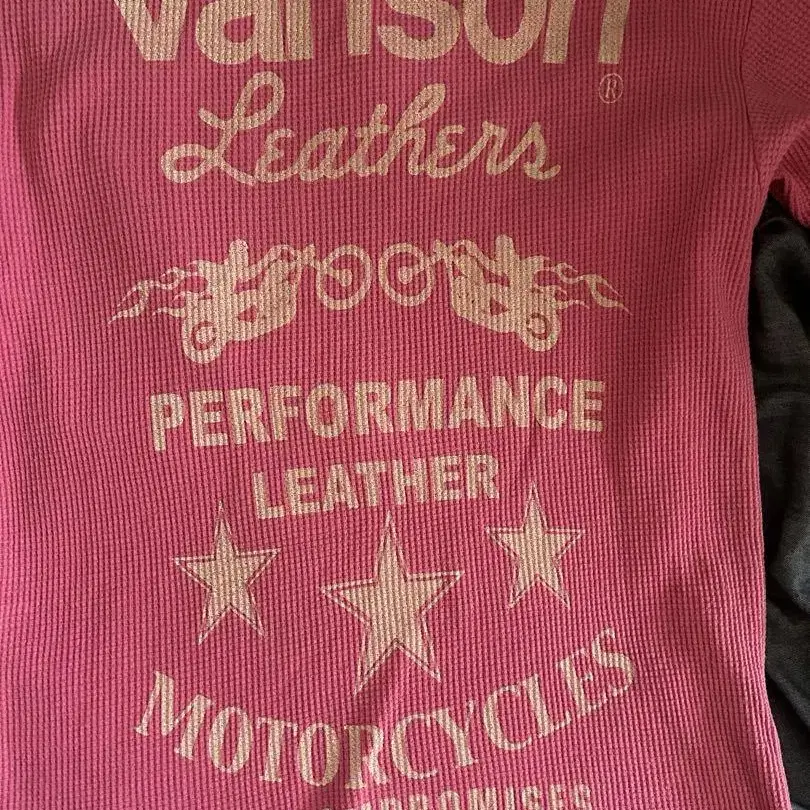 Vanson
Leathers
®
PERFORMANCE
LEATHER
MOTORCYCLES